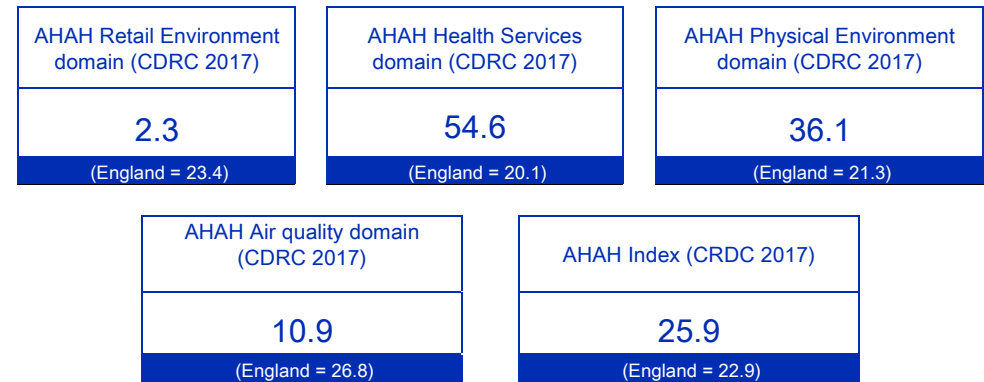 AHAH Retail Environment
domain (CDRC 2017)
2.3
(England = 23.4)
AHAH Health Services
domain (CDRC 2017)
54.6
(England = 20.1)
AHAH Physical Environment
domain (CDRC 2017)
36.1
(England = 21.3)
AHAH Air quality domain
(CDRC 2017)
10.9
(England = 26.8)
AHAH Index (CRDC 2017)
25.9
(England = 22.9)